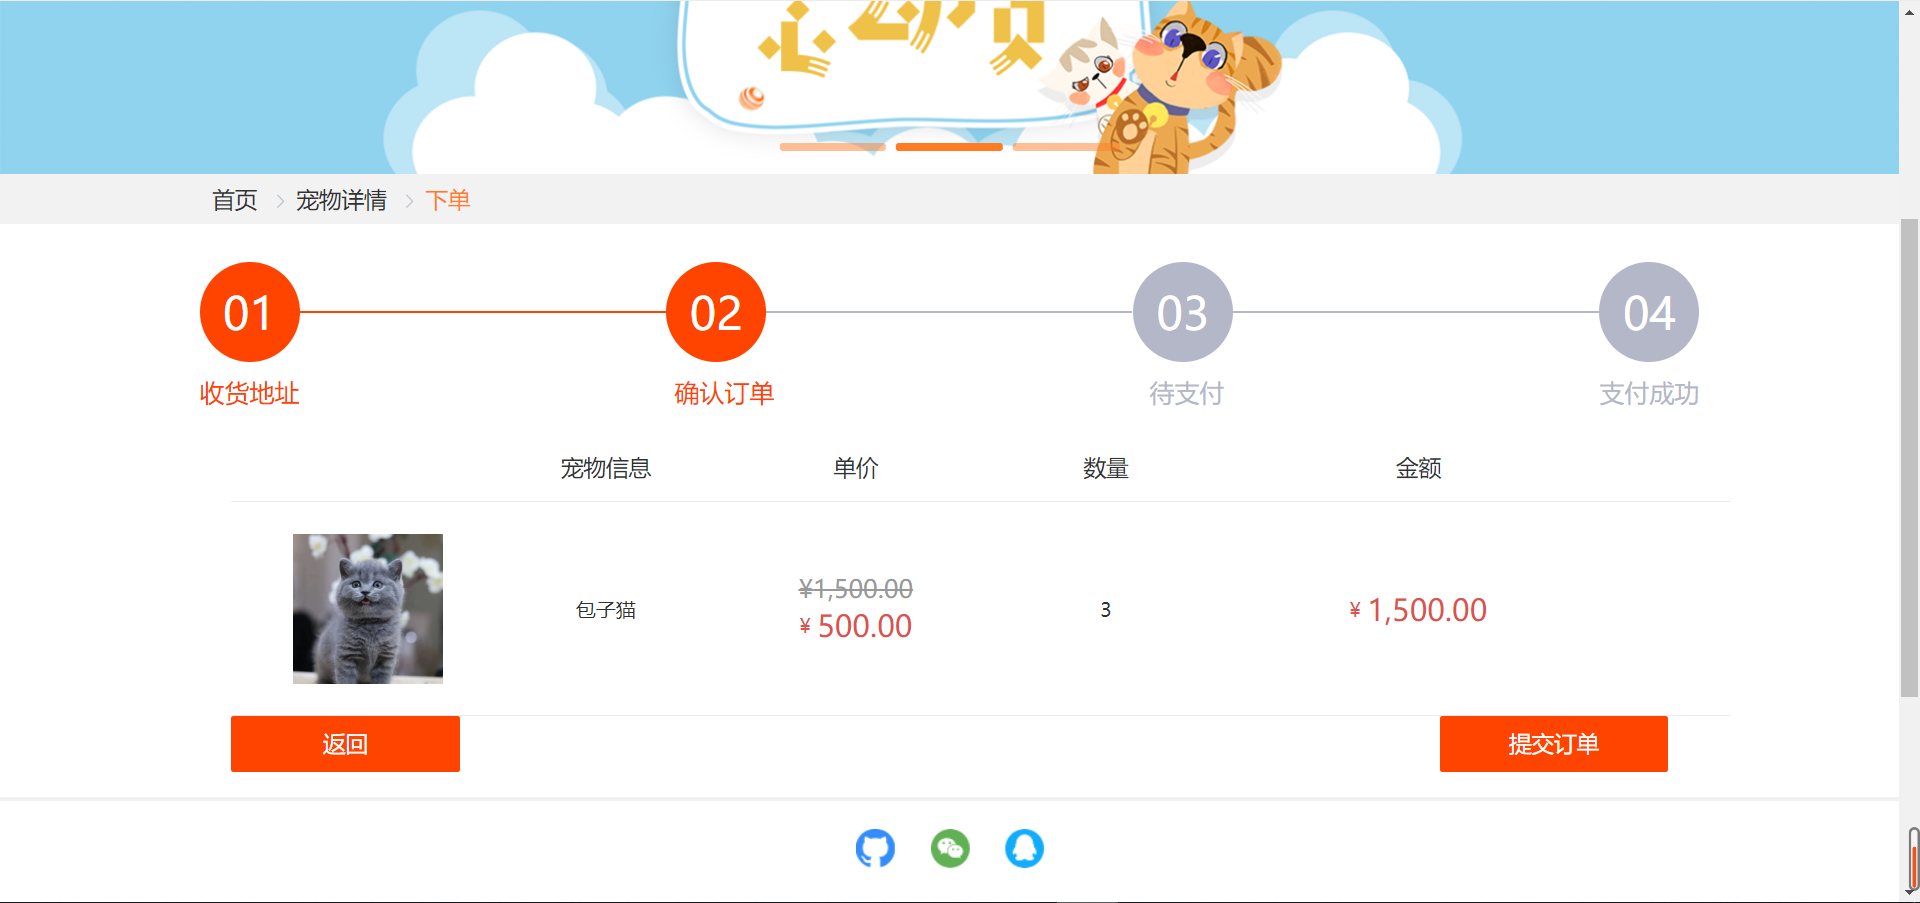 首页 > 宠物详情 > 下单
01 02 03 04
收货地址 确认订单 待支付 支付成功
宠物信息 单价 数量 金额
¥1,500.00
包子猫 ¥ 500.00 3 ¥ 1,500.00
返回 提交订单